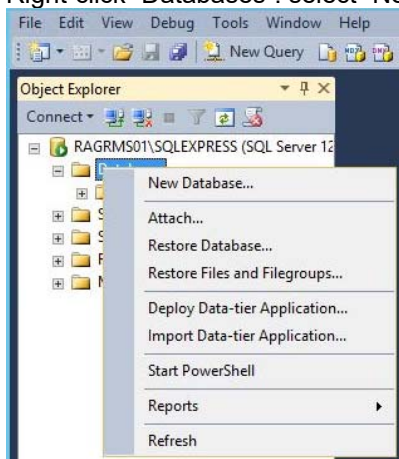 Right-click "Databases". select "Ne
File Edit View Debug Tools Window Help
New Query
Object Explorer
Connect
RAGRMS01\SQLEXPRESS (SQL Server 12
New Database...
Attach...
Restore Database...
Restore Files and Filegroups...
Deploy Data-tier Application...
Import Data-tier Application...
Start PowerShell
Reports
Refresh